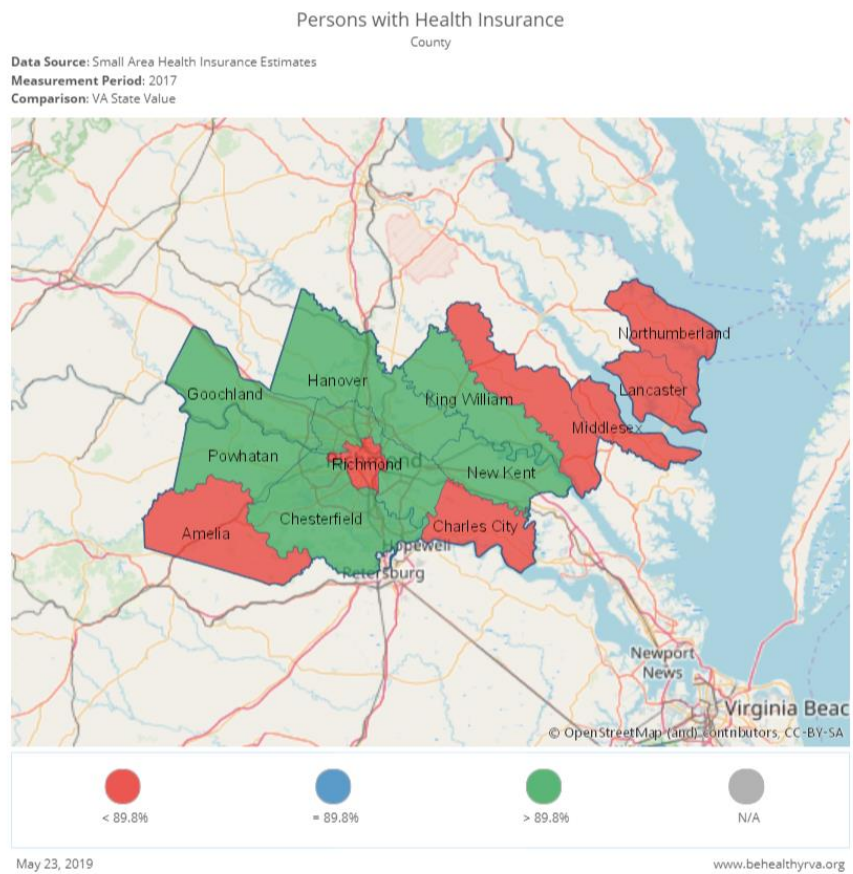 Persons with Health Insurance
County
Data Source: Small Area Health Insurance Estimates
Measurement Period: 2017
Comparison: VA State Value
Northumberland
Hanover
Lancaster
Goochland
King William
Middlesex
Powhatan
Richmond
New Kent
Chesterfield
Charles City
Amelia
Hopewell
Petersburg
Newport
News
Virginia Beac
© OpenStreetMap (and) contributors, CC-BY-SA
< 89.8%
= 89.8%
> 89.8%
N/A
May 23, 2019
www.behealthyrva.org